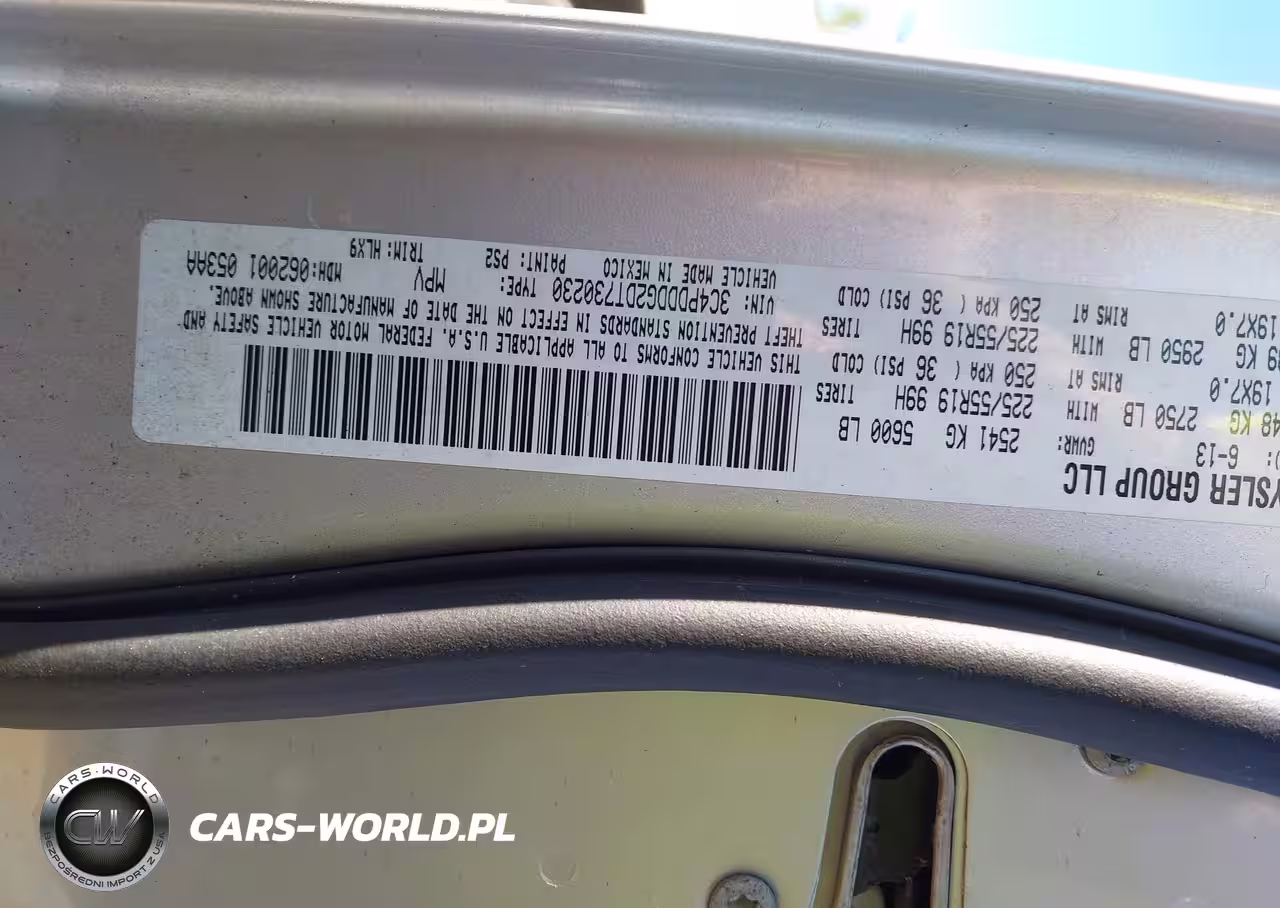 YSLER GROUP LLC
): 6-13 GVWR: 2541 KG 5600 LB
48 KG 2750 LB WITH 225/55R19 99H TIRES
19X7.0 RIMS AT 250 KPA ( 36 PSI) COLD
9 KG 2950 LB WITH 225/55R19 99H TIRES
19X7.0 RIMS AT 250 KPA ( 36 PSI) COLD
THIS VEHICLE CONFORMS TO ALL APPLICABLE U.S.A. FEDERAL MOTOR VEHICLE SAFETY AND
THEFT PREVENTION STANDARDS IN EFFECT ON THE DATE OF MANUFACTURE SHOWN ABOVE.
VIN: 3C4PDDDG2DT730230 TYPE: MPV MDH:062001 053AA
VEHICLE MADE IN MEXICO PAINT: PS2 TRIM: HLX9
CARS-WORLD
CW
BEZPOŚREDNI IMPORT Z USA
CARS-WORLD.PL